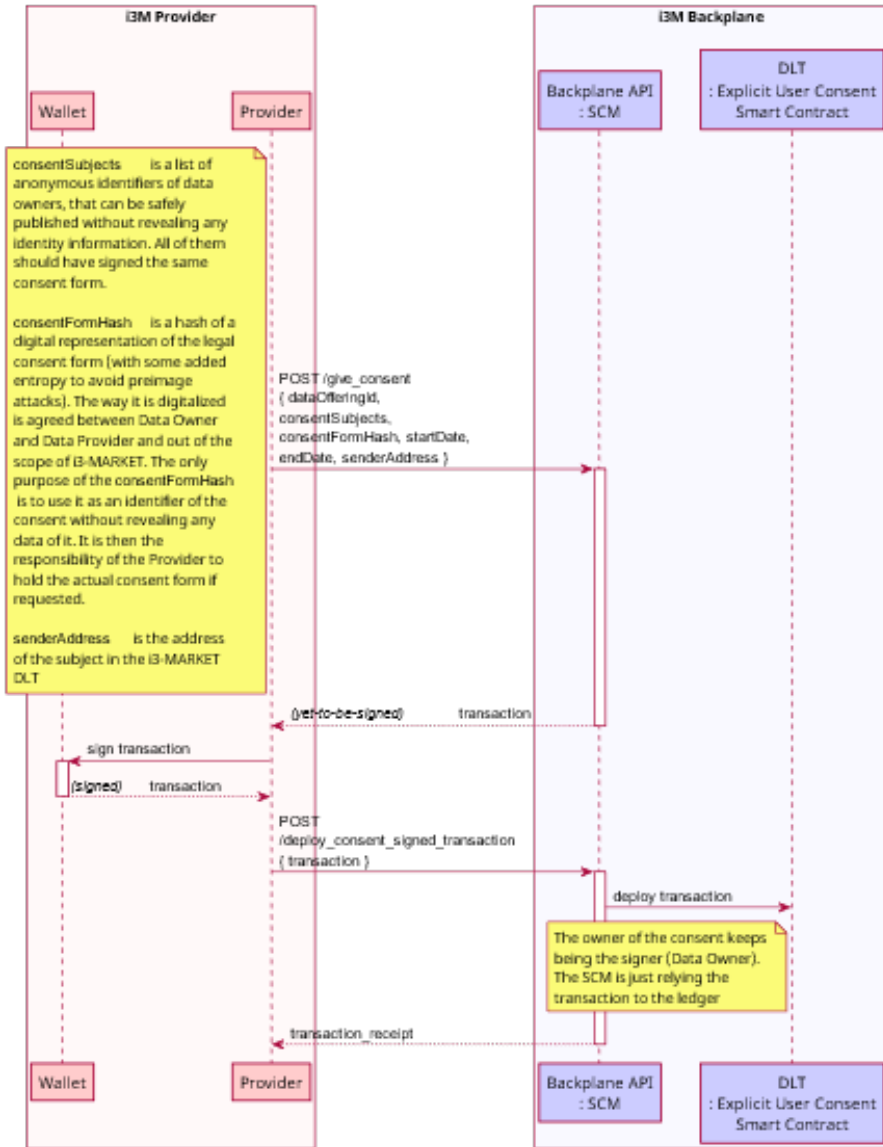 i3M Provider
i3M Backplane
Wallet
Provider
Backplane API
: SCM
DLT
: Explicit User Consent
Smart Contract
consentSubjects is a list of
anonymous identifiers of data
owners, that can be safely
published without revealing any
identity information. All of them
should have signed the same
consent form.
consentFormHash is a hash of a
digital representation of the legal
consent form (with some added
entropy to avoid preimage
attacks). The way it is digitalized
is agreed between Data Owner
and Data Provider and out of the
scope of i3-MARKET. The only
purpose of the consentFormHash
is to use it as an identifier of the
consent without revealing any
data of it. It is then the
responsibility of the Provider to
hold the actual consent form if
requested.
senderAddress is the address
of the subject in the i3-MARKET
DLT
POST /give_consent
{ dataOfferingId,
consentSubjects,
consentFormHash, startDate,
endDate, senderAddress }
(yet-to-be-signed) transaction
sign transaction
(signed) transaction
POST
/deploy_consent_signed_transaction
{ transaction }
deploy transaction
The owner of the consent keeps
being the signer (Data Owner).
The SCM is just relying the
transaction to the ledger
transaction_receipt
Wallet
Provider
Backplane API
: SCM
DLT
: Explicit User Consent
Smart Contract